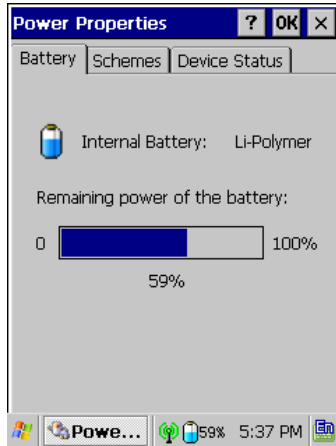 Power Properties ? OK ×
Battery Schemes Device Status
Internal Battery: Li-Polymer
Remaining power of the battery:
0 100%
59%
Powe... 59% 5:37 PM En